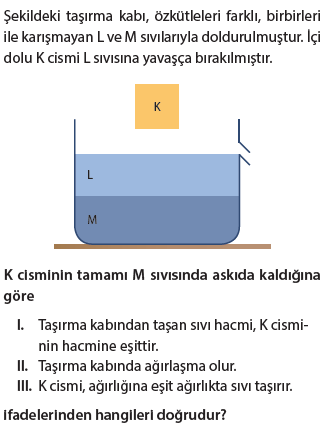 Şekildeki taşırma kabı, özkütleleri farklı, birbirleri
ile karışmayan L ve M sıvılarıyla doldurulmuştur. İçi
dolu K cismi L sıvısına yavaşça bırakılmıştır.
K
L
M
K cisminin tamamı M sıvısında askıda kaldığına
göre
I. Taşırma kabından taşan sıvı hacmi, K cismi-
nin hacmine eşittir.
II. Taşırma kabında ağırlaşma olur.
III. K cismi, ağırlığına eşit ağırlıkta sıvı taşırır.
ifadelerinden hangileri doğrudur?